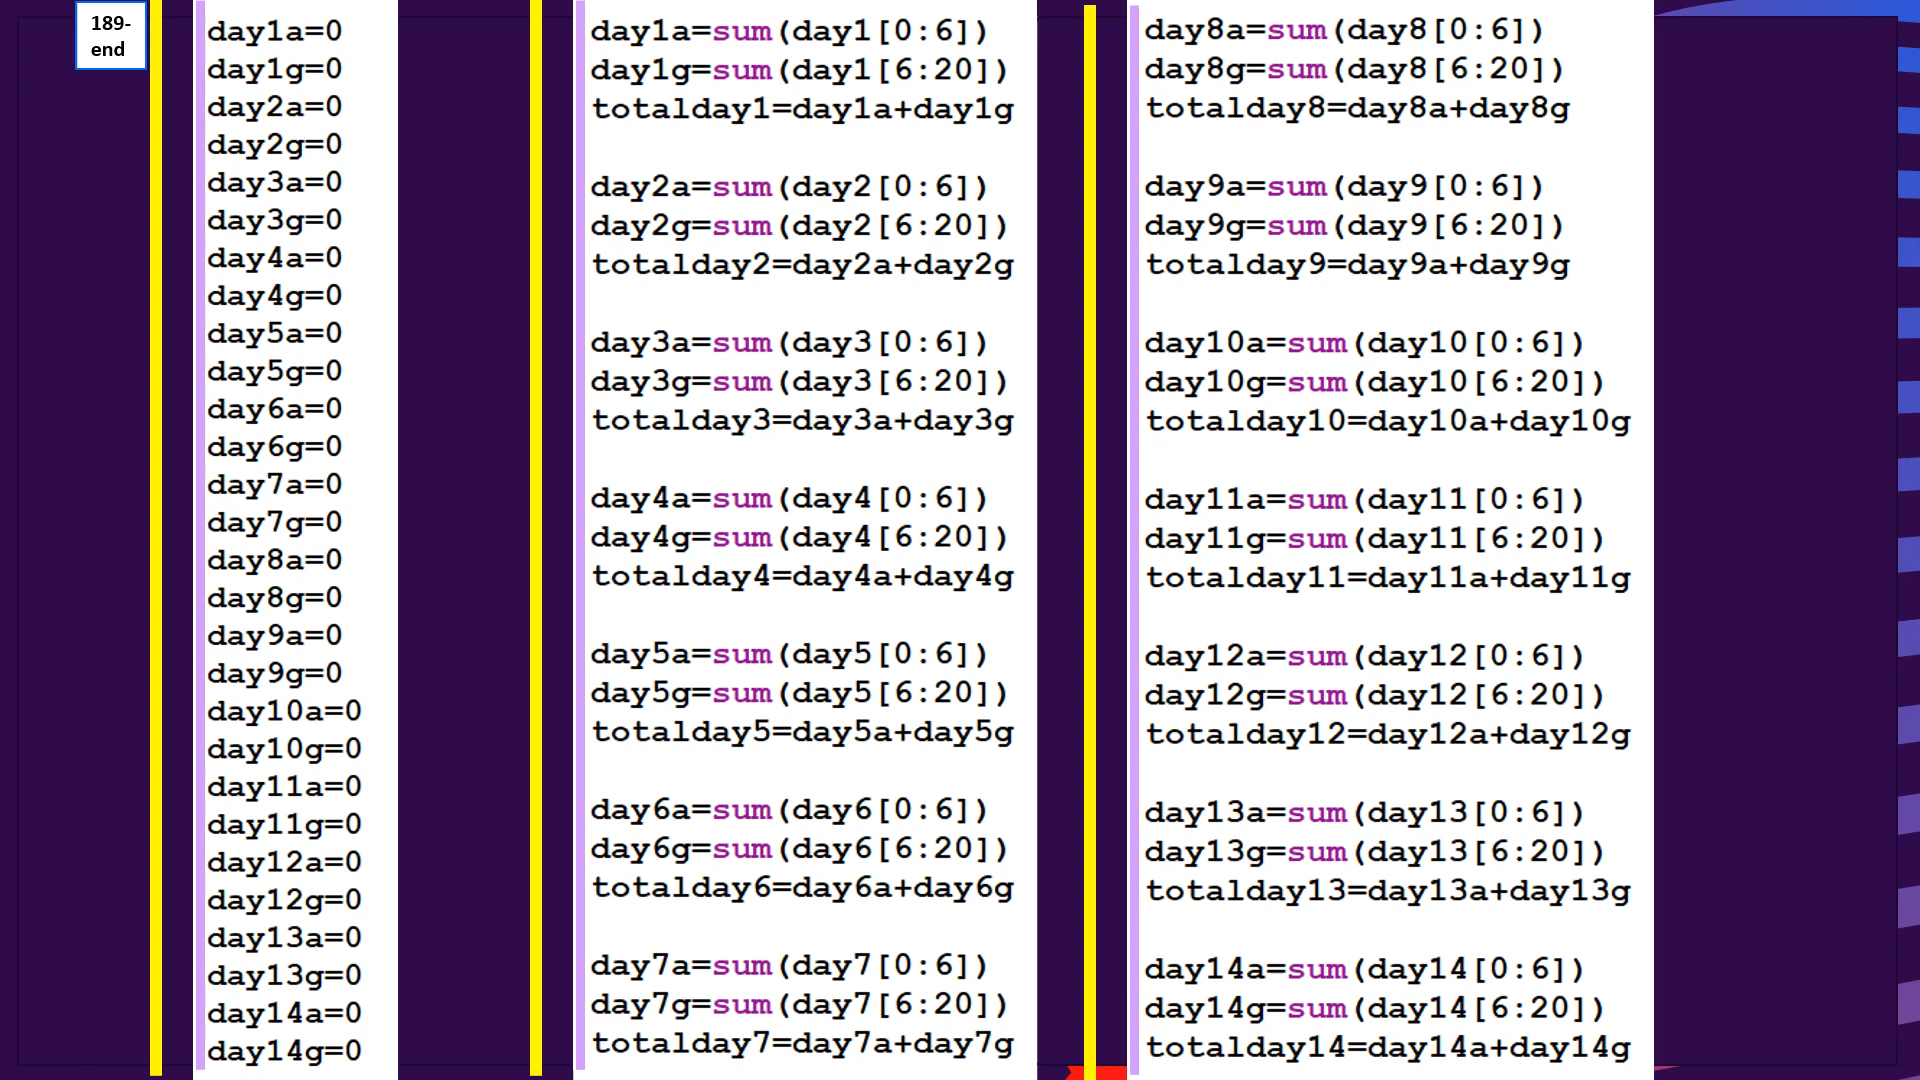 189-
end
day1a=0
day1g=0
day2a=0
day2g=0
day3a=0
day3g=0
day4a=0
day4g=0
day5a=0
day5g=0
day6a=0
day6g=0
day7a=0
day7g=0
day8a=0
day8g=0
day9a=0
day9g=0
day10a=0
day10g=0
day11a=0
day11g=0
day12a=0
day12g=0
day13a=0
day13g=0
day14a=0
day14g=0
day1a=sum(day1[0:6])
day1g=sum(day1[6:20])
totalday1=day1a+day1g
day2a=sum(day2[0:6])
day2g=sum(day2[6:20])
totalday2=day2a+day2g
day3a=sum(day3[0:6])
day3g=sum(day3[6:20])
totalday3=day3a+day3g
day4a=sum(day4[0:6])
day4g=sum(day4[6:20])
totalday4=day4a+day4g
day5a=sum(day5[0:6])
day5g=sum(day5[6:20])
totalday5=day5a+day5g
day6a=sum(day6[0:6])
day6g=sum(day6[6:20])
totalday6=day6a+day6g
day7a=sum(day7[0:6])
day7g=sum(day7[6:20])
totalday7=day7a+day7g
day8a=sum(day8[0:6])
day8g=sum(day8[6:20])
totalday8=day8a+day8g
day9a=sum(day9[0:6])
day9g=sum(day9[6:20])
totalday9=day9a+day9g
day10a=sum(day10[0:6])
day10g=sum(day10[6:20])
totalday10=day10a+day10g
day11a=sum(day11[0:6])
day11g=sum(day11[6:20])
totalday11=day11a+day11g
day12a=sum(day12[0:6])
day12g=sum(day12[6:20])
totalday12=day12a+day12g
day13a=sum(day13[0:6])
day13g=sum(day13[6:20])
totalday13=day13a+day13g
day14a=sum(day14[0:6])
day14g=sum(day14[6:20])
totalday14=day14a+day14g